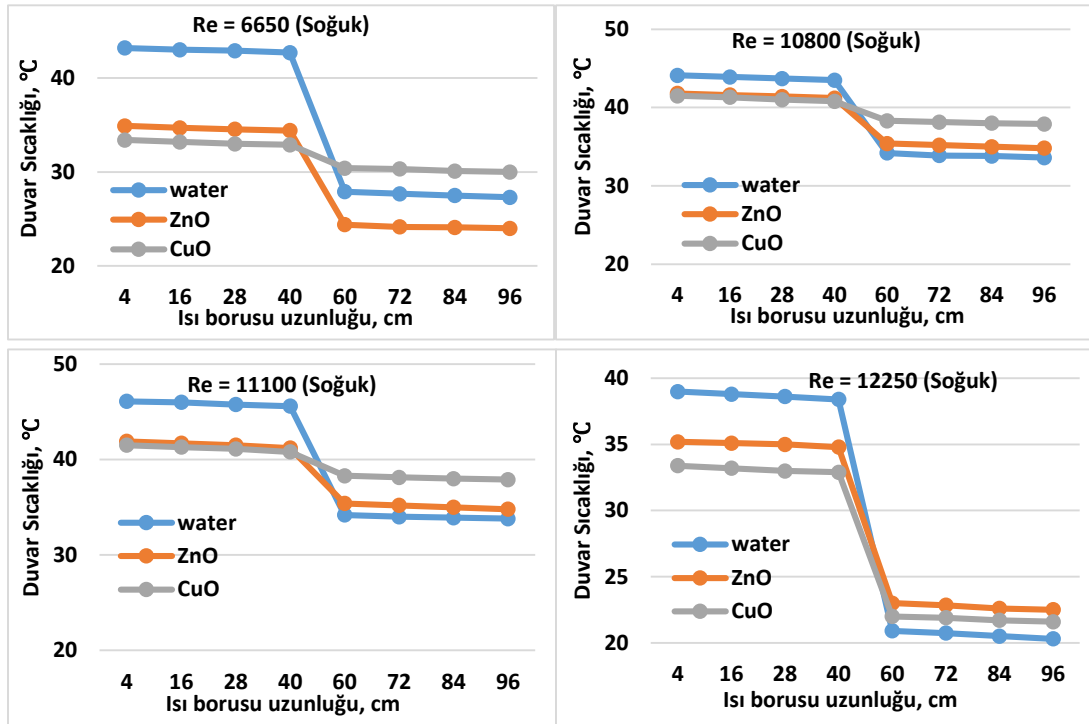 Re = 6650 (Soğuk)
Duvar Sıcaklığı, °C
40
30
20
water
ZnO
CuO
4 16 28 40 60 72 84 96
Isı borusu uzunluğu, cm
Re = 10800 (Soğuk)
Duvar Sıcaklığı, °C
50
40
30
20
water
ZnO
CuO
4 16 28 40 60 72 84 96
Isı borusu uzunluğu, cm
Re = 11100 (Soğuk)
Duvar Sıcaklığı, °C
50
40
30
20
water
ZnO
CuO
4 16 28 40 60 72 84 96
Isı borusu uzunluğu, cm
Re = 12250 (Soğuk)
Duvar Sıcaklığı, °C
40
35
30
25
20
water
ZnO
CuO
4 16 28 40 60 72 84 96
Isı borusu uzunluğu, cm